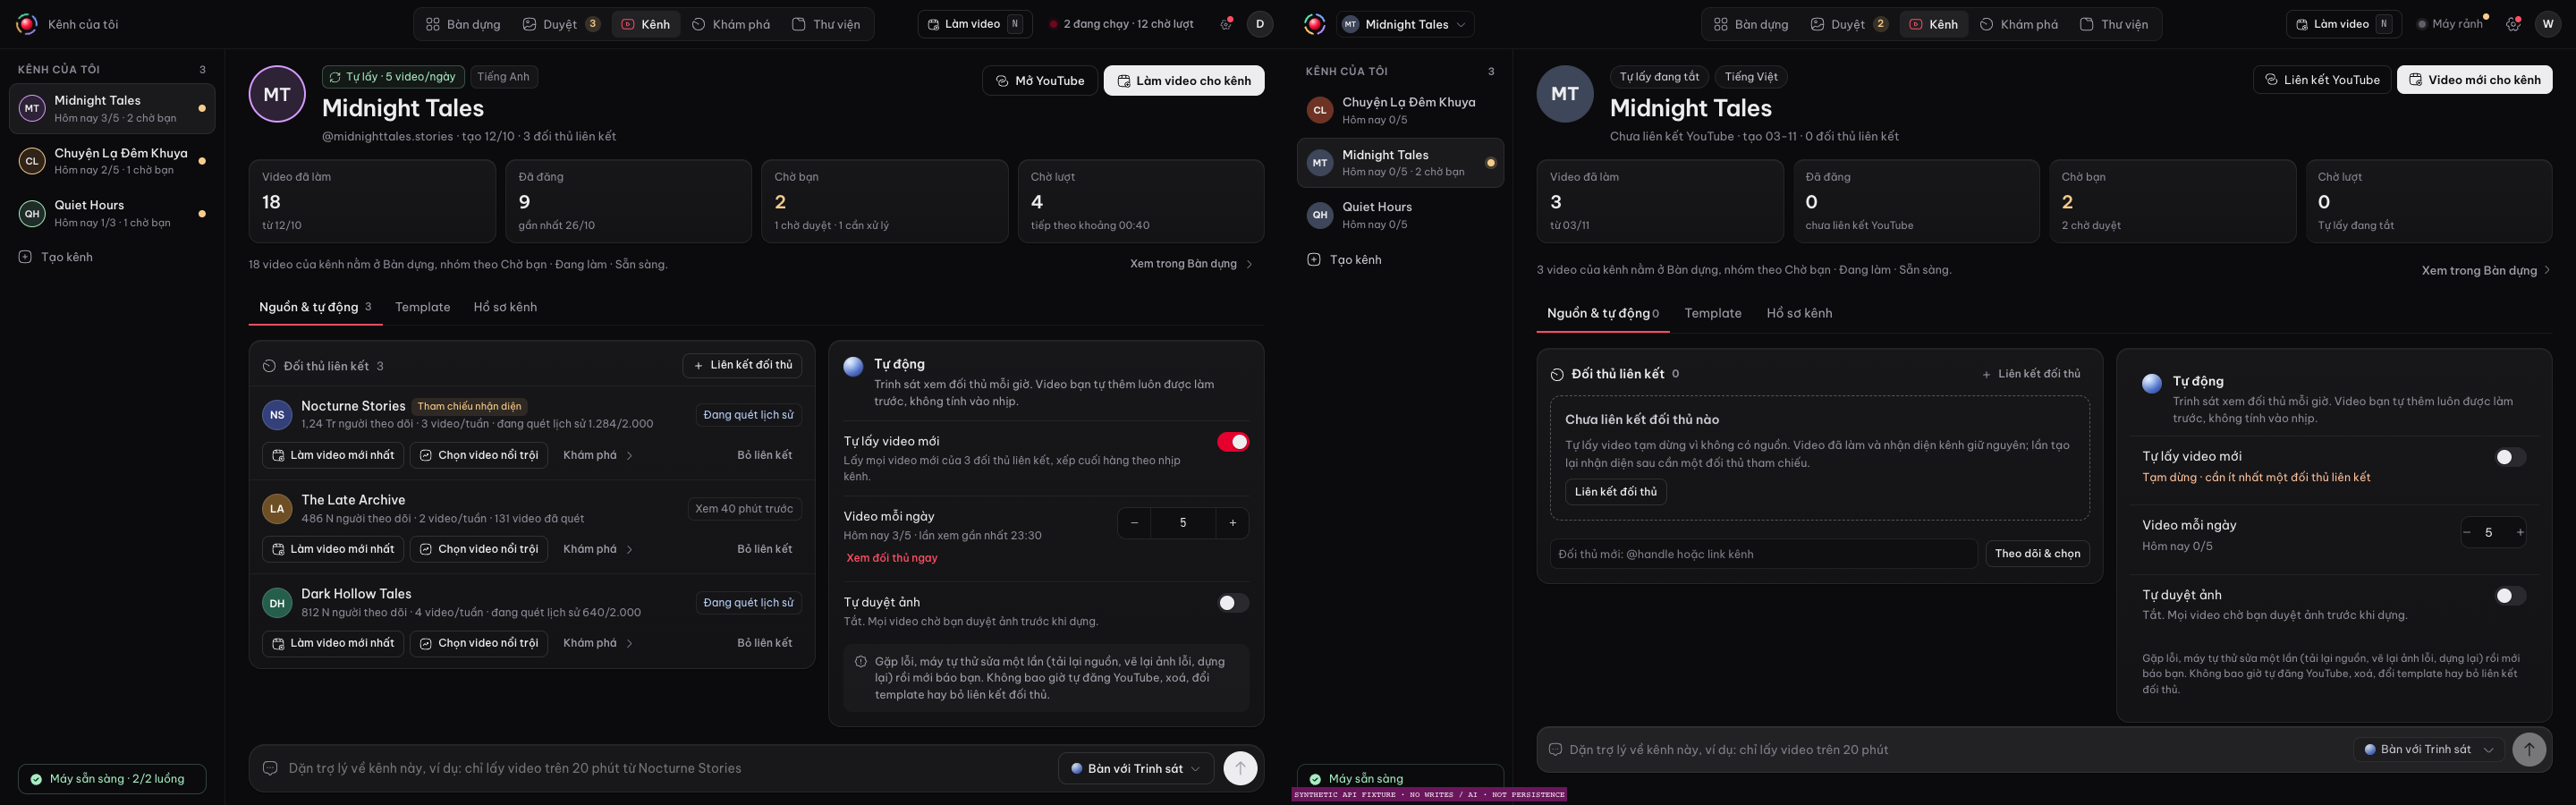 Kênh của tôi
Bàn dựng
Duyệt 3
Kênh
Khám phá
Thư viện
Làm video N
2 đang chạy · 12 chờ lượt
D
KÊNH CỦA TÔI 3
MT
Midnight Tales
Hôm nay 3/5 · 2 chờ bạn
CL
Chuyện Lạ Đêm Khuya
Hôm nay 2/5 · 1 chờ bạn
QH
Quiet Hours
Hôm nay 1/3 · 1 chờ bạn
Tạo kênh
Máy sẵn sàng · 2/2 luồng
MT
Tự lấy · 5 video/ngày
Tiếng Anh
Midnight Tales
@midnighttales.stories · tạo 12/10 · 3 đối thủ liên kết
Mở YouTube
Làm video cho kênh
Video đã làm
18
từ 12/10
Đã đăng
9
gần nhất 26/10
Chờ bạn
2
1 chờ duyệt · 1 cần xử lý
Chờ lượt
4
tiếp theo khoảng 00:40
18 video của kênh nằm ở Bàn dựng, nhóm theo Chờ bạn · Đang làm · Sẵn sàng.
Xem trong Bàn dựng
Nguồn & tự động 3
Template
Hồ sơ kênh
Đối thủ liên kết 3
+ Liên kết đối thủ
NS
Nocturne Stories
Tham chiếu nhận diện
1,24 Tr người theo dõi · 3 video/tuần · đang quét lịch sử 1.284/2.000
Đang quét lịch sử
Làm video mới nhất
Chọn video nổi trội
Khám phá
Bỏ liên kết
LA
The Late Archive
486 N người theo dõi · 2 video/tuần · 131 video đã quét
Xem 40 phút trước
Làm video mới nhất
Chọn video nổi trội
Khám phá
Bỏ liên kết
DH
Dark Hollow Tales
812 N người theo dõi · 4 video/tuần · đang quét lịch sử 640/2.000
Đang quét lịch sử
Làm video mới nhất
Chọn video nổi trội
Khám phá
Bỏ liên kết
Tự động
Trinh sát xem đối thủ mỗi giờ. Video bạn tự thêm luôn được làm
trước, không tính vào nhịp.
Tự lấy video mới
Lấy mọi video mới của 3 đối thủ liên kết, xếp cuối hàng theo nhịp
kênh.
Video mỗi ngày
Hôm nay 3/5 · lần xem gần nhất 23:30
− 5 +
Xem đối thủ ngay
Tự duyệt ảnh
Tắt. Mọi video chờ bạn duyệt ảnh trước khi dựng.
Gặp lỗi, máy tự thử sửa một lần (tải lại nguồn, vẽ lại ảnh lỗi, dựng
lại) rồi mới báo bạn. Không bao giờ tự đăng YouTube, xoá, đổi
template hay bỏ liên kết đối thủ.
Dặn trợ lý về kênh này, ví dụ: chỉ lấy video trên 20 phút từ Nocturne Stories
Bàn với Trinh sát
MT Midnight Tales
Bàn dựng
Duyệt 2
Kênh
Khám phá
Thư viện
Làm video N
Máy rảnh
W
KÊNH CỦA TÔI 3
CL
Chuyện Lạ Đêm Khuya
Hôm nay 0/5
MT
Midnight Tales
Hôm nay 0/5 · 2 chờ bạn
QH
Quiet Hours
Hôm nay 0/5
Tạo kênh
Máy sẵn sàng
SYNTHETIC API FIXTURE · NO WRITES / AI · NOT PERSISTENCE
MT
Tự lấy đang tắt
Tiếng Việt
Midnight Tales
Chưa liên kết YouTube · tạo 03-11 · 0 đối thủ liên kết
Liên kết YouTube
Video mới cho kênh
Video đã làm
3
từ 03/11
Đã đăng
0
chưa liên kết YouTube
Chờ bạn
2
2 chờ duyệt
Chờ lượt
0
Tự lấy đang tắt
3 video của kênh nằm ở Bàn dựng, nhóm theo Chờ bạn · Đang làm · Sẵn sàng.
Xem trong Bàn dựng
Nguồn & tự động 0
Template
Hồ sơ kênh
Đối thủ liên kết 0
+ Liên kết đối thủ
Chưa liên kết đối thủ nào
Tự lấy video tạm dừng vì không có nguồn. Video đã làm và nhận diện kênh giữ nguyên; lần tạo
lại nhận diện sau cần một đối thủ tham chiếu.
Liên kết đối thủ
Đối thủ mới: @handle hoặc link kênh
Theo dõi & chọn
Tự động
Trinh sát xem đối thủ mỗi giờ. Video bạn tự thêm luôn được làm
trước, không tính vào nhịp.
Tự lấy video mới
Tạm dừng · cần ít nhất một đối thủ liên kết
Video mỗi ngày
Hôm nay 0/5
− 5 +
Tự duyệt ảnh
Tắt. Mọi video chờ bạn duyệt ảnh trước khi dựng.
Gặp lỗi, máy tự thử sửa một lần (tải lại nguồn, vẽ lại ảnh lỗi, dựng lại) rồi mới
báo bạn. Không bao giờ tự đăng YouTube, xoá, đổi template hay bỏ liên kết
đối thủ.
Dặn trợ lý về kênh này, ví dụ: chỉ lấy video trên 20 phút
Bàn với Trinh sát